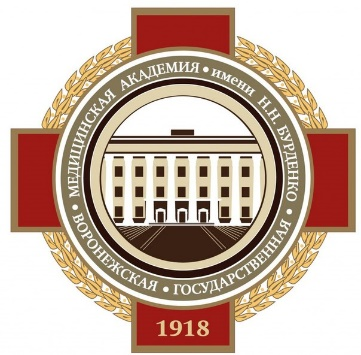 МЕДИЦИНСКАЯ АКАДЕМИЯ • имени Н.Н. БУРДЕНКО
• ВОРОНЕЖСКАЯ • ГОСУДАРСТВЕННАЯ •
1918